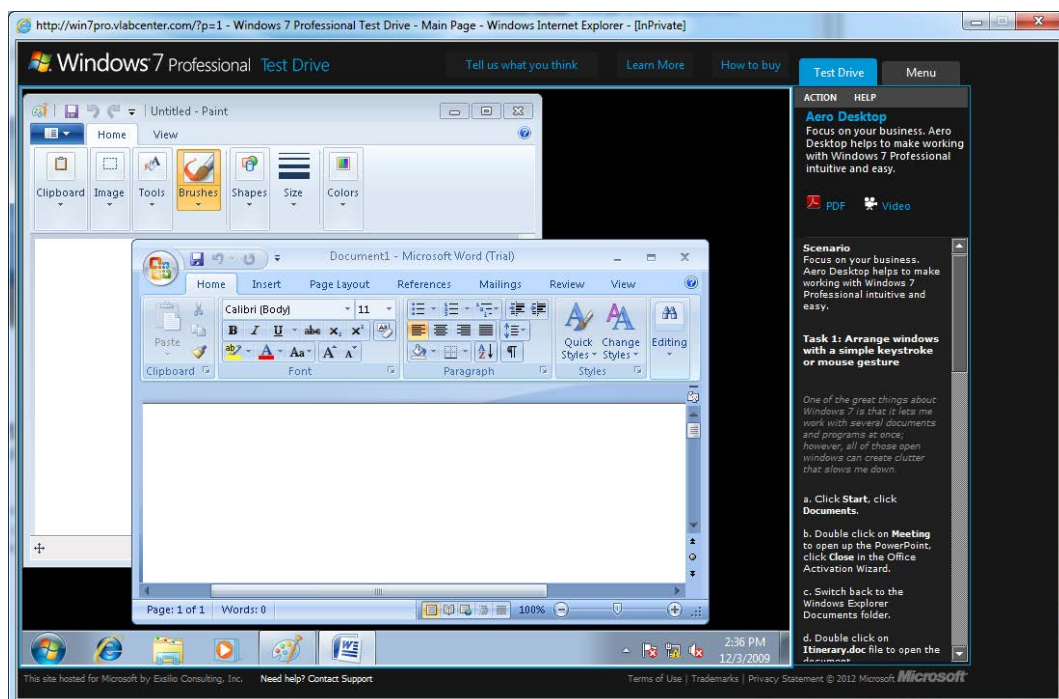 http://win7pro.vlabcenter.com/?p=1 - Windows 7 Professional Test Drive - Main Page - Windows Internet Explorer - [InPrivate]
Windows 7 Professional Test Drive
Tell us what you think
Learn More
How to buy
Test Drive
Menu
Untitled - Paint
Home
View
Clipboard
Image
Tools
Brushes
Shapes
Size
Colors
Document1 - Microsoft Word (Trial)
Home
Insert
Page Layout
References
Mailings
Review
View
Calibri (Body)
11
Paste
B I U abc x₂ x²
A Aa A A
Quick Styles
Change Styles
Editing
Clipboard
Font
Paragraph
Styles
Page: 1 of 1
Words: 0
100%
2:36 PM
12/3/2009
ACTION
HELP
Aero Desktop
Focus on your business. Aero
Desktop helps to make working
with Windows 7 Professional
intuitive and easy.
PDF
Video
Scenario
Focus on your business.
Aero Desktop helps to make
working with Windows 7
Professional intuitive and
easy.
Task 1: Arrange windows
with a simple keystroke
or mouse gesture
One of the great things about
Windows 7 is that it lets me
work with several documents
and programs at once;
however, all of those open
windows can create clutter
that slows me down.
a. Click Start, click
Documents.
b. Double click on Meeting
to open up the PowerPoint,
click Close in the Office
Activation Wizard.
c. Switch back to the
Windows Explorer
Documents folder.
d. Double click on
Itinerary.doc file to open the
document
This site hosted for Microsoft by Exsilio Consulting, Inc.
Need help? Contact Support
Terms of Use | Trademarks | Privacy Statement © 2012 Microsoft Microsoft